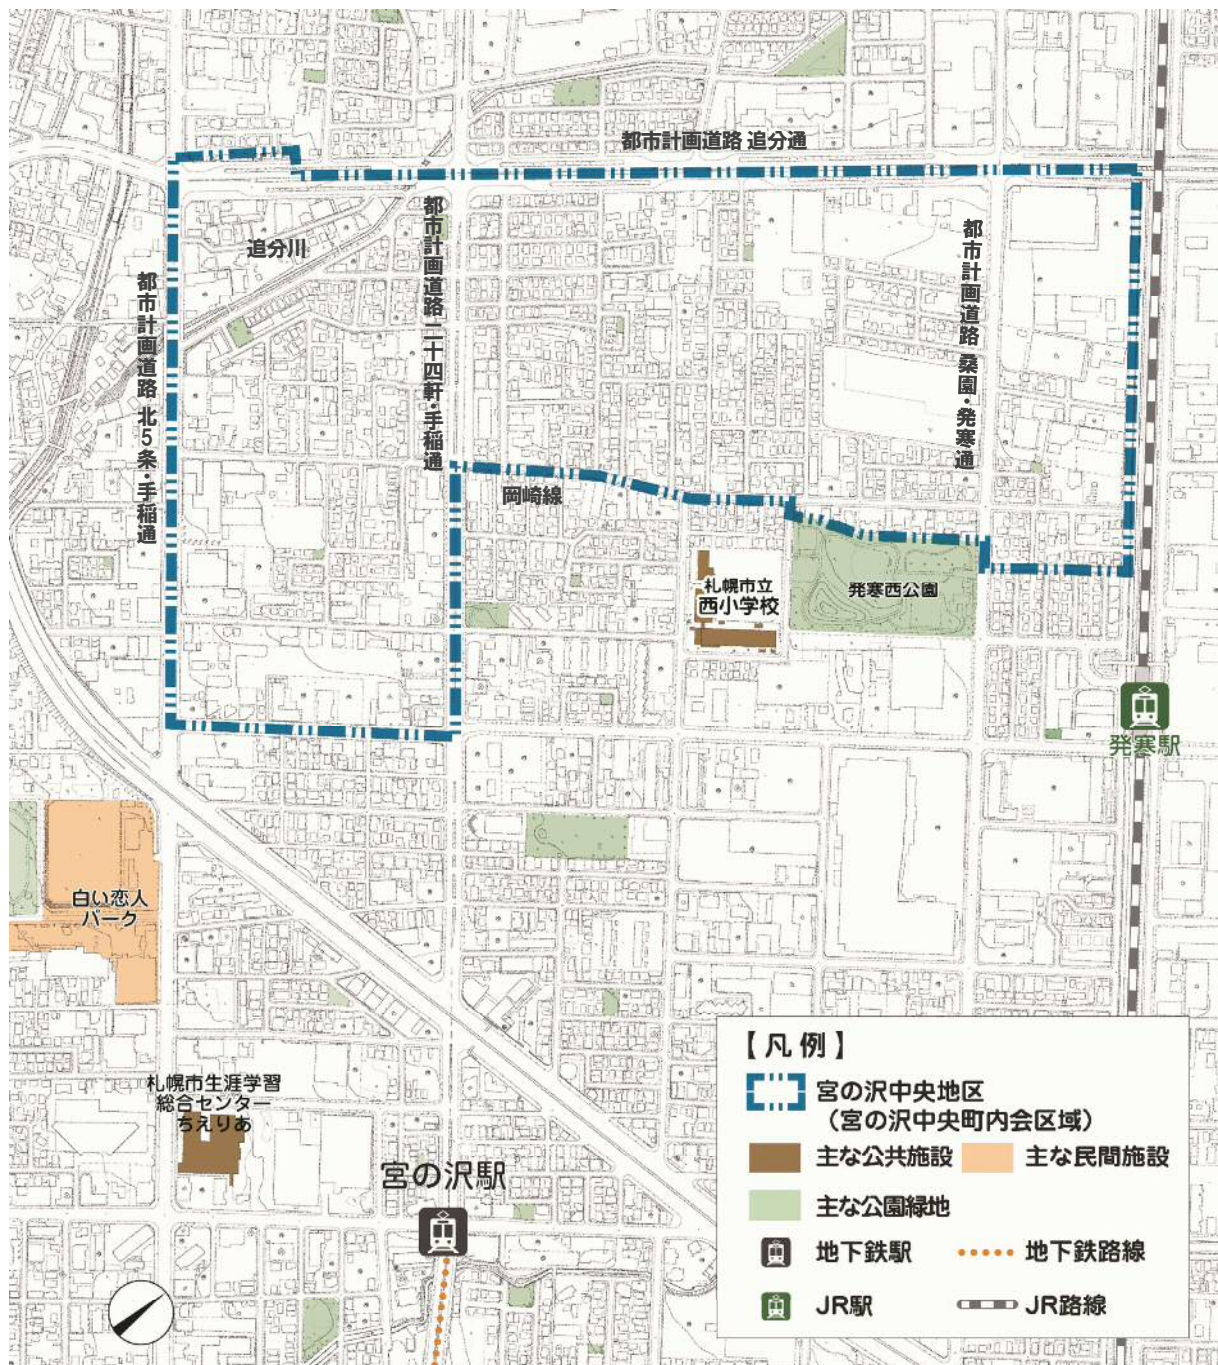 都市計画道路 追分通
追分川
都市計画道路 二十四軒・手稲通
都市計画道路 桑園・発寒通
都市計画道路 北5条・手稲通
岡崎線
札幌市立
西小学校
発寒西公園
発寒駅
白い恋人
パーク
札幌市生涯学習
総合センター
ちえりあ
宮の沢駅
【凡例】
宮の沢中央地区
（宮の沢中央町内会区域）
主な公共施設
主な民間施設
主な公園緑地
地下鉄駅
地下鉄路線
JR駅
JR路線